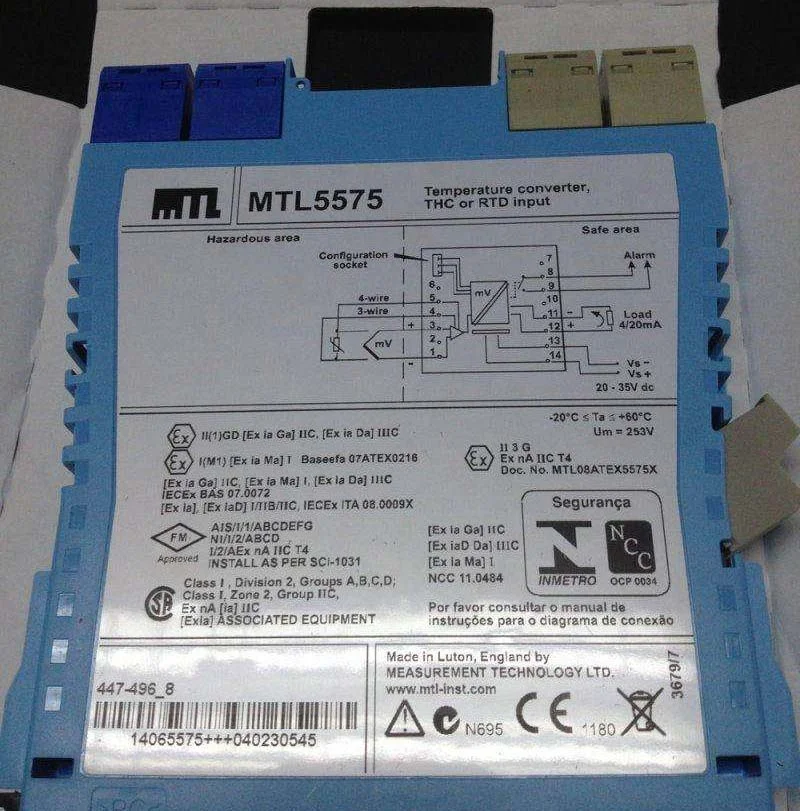 MTL
MTL5575
Temperature converter,
THC or RTD input
Hazardous area
Safe area
Configuration
socket
Alarm
mV
7
8
9
10
11
12
13
14
6
5
4
3
2
1
4-wire
3-wire
+
mV
-
-
+
Load
4/20mA
Vs -
Vs +
20 - 35V dc
-20°C ≤ Ta ≤ +60°C
Um = 253V
Ex II(1)GD [Ex ia Ga] IIC, [Ex ia Da] IIIC
Ex I(M1) [Ex ia Ma] I Baseefa 07ATEX0216
[Ex ia Ga] IIC, [Ex ia Ma] I, [Ex ia Da] IIIC
IECEx BAS 07.0072
[Ex ia], [Ex iaD] I/IIB/IIC, IECEx ITA 08.0009X
Ex II 3 G
Ex nA IIC T4
Doc. No. MTL08ATEX5575X
FM
Approved
AIS/I/1/ABCDEFG
NI/I/2/ABCD
I/2/AEx nA IIC T4
INSTALL AS PER SCI-1031
Class I , Division 2, Groups A,B,C,D;
Class I, Zone 2, Group IIC,
Ex nA [ia] IIC
[Exia] ASSOCIATED EQUIPMENT
[Ex ia Ga] IIC
[Ex iaD Da] IIIC
[Ex ia Ma] I
NCC 11.0484
Segurança
INMETRO
NCC
OCP 0034
Por favor consultar o manual de
instruções para o diagrama de conexão
447-496_8
14065575+++040230545
Made in Luton, England by
MEASUREMENT TECHNOLOGY LTD.
www.mtl-inst.com
N695
CE 1180
3679/7